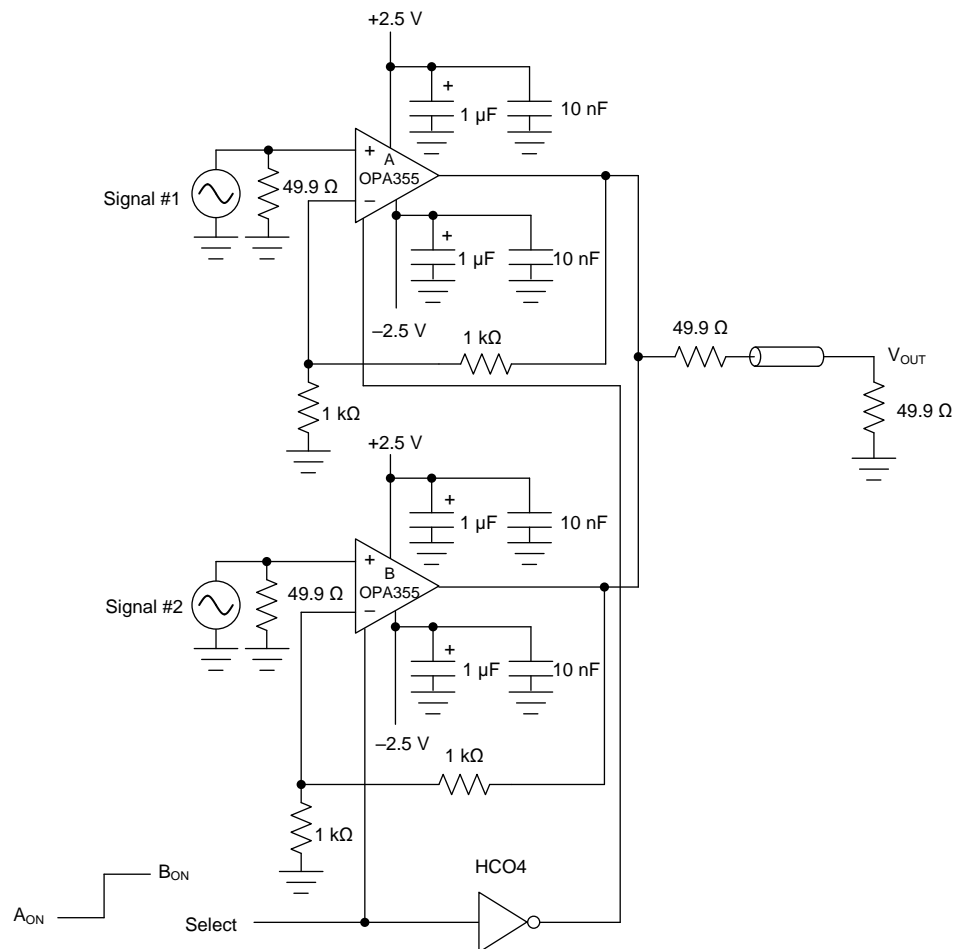 +2.5 V
+
1 µF
10 nF
+
A
OPA355
–
49.9 Ω
Signal #1
+
1 µF
10 nF
–2.5 V
1 kΩ
49.9 Ω
VOUT
1 kΩ
49.9 Ω
+2.5 V
+
1 µF
10 nF
+
B
OPA355
–
49.9 Ω
Signal #2
+
1 µF
10 nF
–2.5 V
1 kΩ
1 kΩ
HCO4
BON
AON
Select